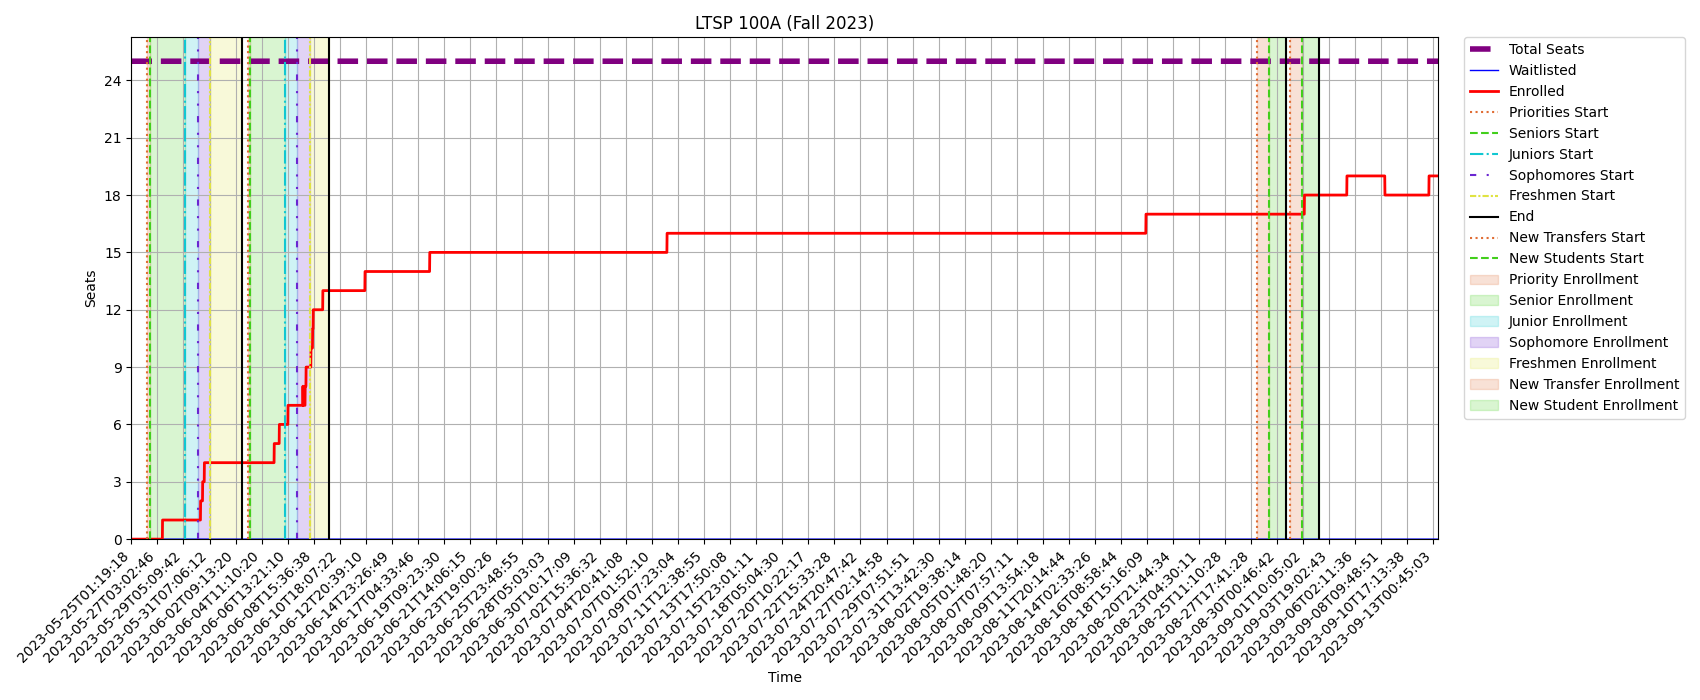 LTSP 100A (Fall 2023)
Seats
24
21
18
15
12
9
6
3
0
2023-05-25T01:19:18
2023-05-27T03:02:46
2023-05-29T05:09:42
2023-05-31T07:06:12
2023-06-02T09:13:20
2023-06-04T11:10:20
2023-06-06T13:21:10
2023-06-08T15:36:38
2023-06-10T18:07:22
2023-06-12T20:39:10
2023-06-14T23:26:49
2023-06-17T04:33:46
2023-06-19T09:23:30
2023-06-21T14:06:15
2023-06-23T19:00:26
2023-06-25T23:48:55
2023-06-28T05:03:03
2023-06-30T10:17:09
2023-07-02T15:36:32
2023-07-04T20:41:08
2023-07-07T01:52:10
2023-07-09T07:23:04
2023-07-11T12:38:55
2023-07-13T17:50:08
2023-07-15T23:01:11
2023-07-18T05:04:30
2023-07-20T10:22:17
2023-07-22T15:33:28
2023-07-24T20:47:42
2023-07-27T02:14:58
2023-07-29T07:51:51
2023-07-31T13:42:30
2023-08-02T19:38:14
2023-08-05T01:48:20
2023-08-07T07:57:11
2023-08-09T13:54:18
2023-08-11T20:14:44
2023-08-14T02:33:26
2023-08-16T08:58:44
2023-08-18T15:16:09
2023-08-20T21:44:34
2023-08-23T04:30:11
2023-08-25T11:10:28
2023-08-27T17:41:28
2023-08-30T00:46:42
2023-09-01T10:05:02
2023-09-03T19:02:43
2023-09-06T02:11:36
2023-09-08T09:48:51
2023-09-10T17:13:38
2023-09-13T00:45:03
Time
Total Seats
Waitlisted
Enrolled
Priorities Start
Seniors Start
Juniors Start
Sophomores Start
Freshmen Start
End
New Transfers Start
New Students Start
Priority Enrollment
Senior Enrollment
Junior Enrollment
Sophomore Enrollment
Freshmen Enrollment
New Transfer Enrollment
New Student Enrollment